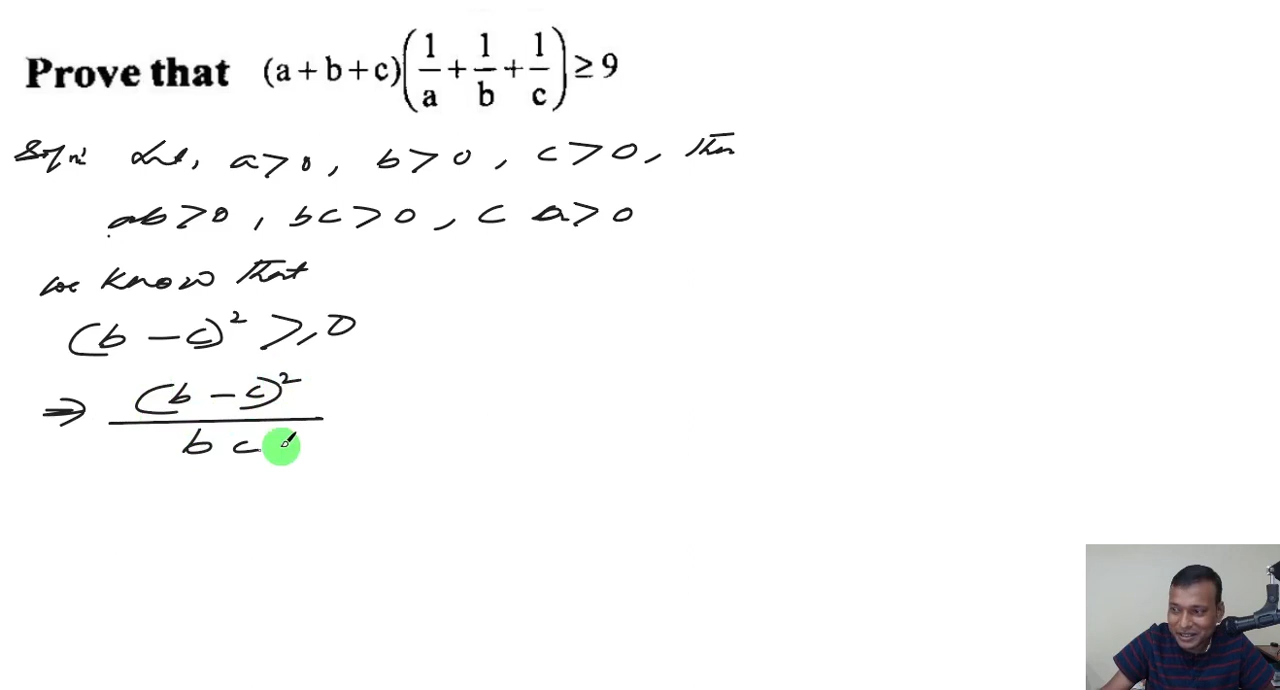 Prove that (a+b+c)(1/a + 1/b + 1/c) ≥ 9
Solⁿ: Let, a>0, b>0, c>0, then
ab>0, bc>0, ca>0
we know that
(b-c)² ≥ 0
⇒ (b-c)² / bc